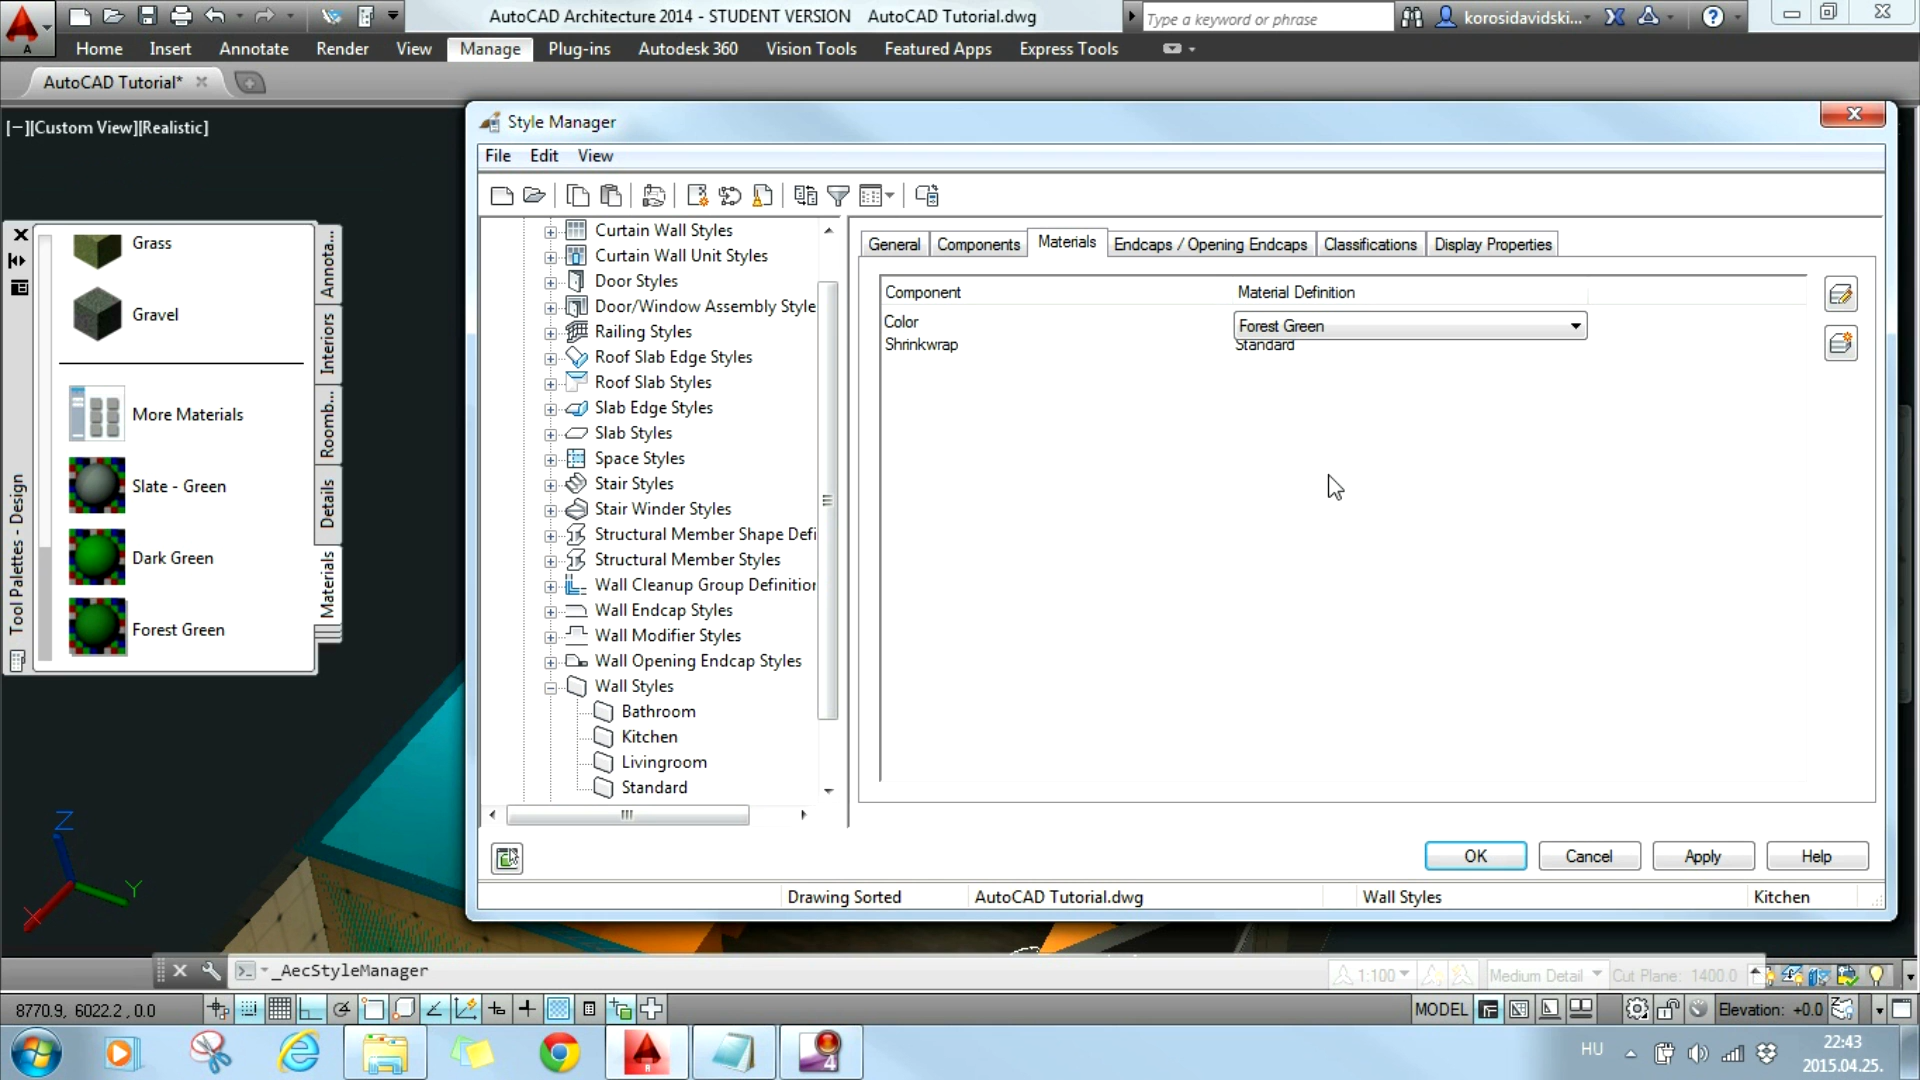 AutoCAD Architecture 2014 - STUDENT VERSION AutoCAD Tutorial.dwg
Type a keyword or phrase
korosidavidski...
Home Insert Annotate Render View Manage Plug-ins Autodesk 360 Vision Tools Featured Apps Express Tools
AutoCAD Tutorial*
[−][Custom View][Realistic]
Style Manager
File Edit View
Grass
Gravel
More Materials
Slate - Green
Dark Green
Forest Green
Annota...
Interiors
Roomb...
Details
Materials
Tool Palettes - Design
Curtain Wall Styles
Curtain Wall Unit Styles
Door Styles
Door/Window Assembly Style
Railing Styles
Roof Slab Edge Styles
Roof Slab Styles
Slab Edge Styles
Slab Styles
Space Styles
Stair Styles
Stair Winder Styles
Structural Member Shape Defi
Structural Member Styles
Wall Cleanup Group Definition
Wall Endcap Styles
Wall Modifier Styles
Wall Opening Endcap Styles
Wall Styles
Bathroom
Kitchen
Livingroom
Standard
General Components Materials Endcaps / Opening Endcaps Classifications Display Properties
Component Material Definition
Color Forest Green
Shrinkwrap Standard
OK Cancel Apply Help
Drawing Sorted AutoCAD Tutorial.dwg Wall Styles Kitchen
Z
Y
X
_AecStyleManager
1:100 Medium Detail Cut Plane: 1400.0
8770.9, 6022.2 , 0.0
MODEL Elevation: +0.0
HU
22:43
2015.04.25.